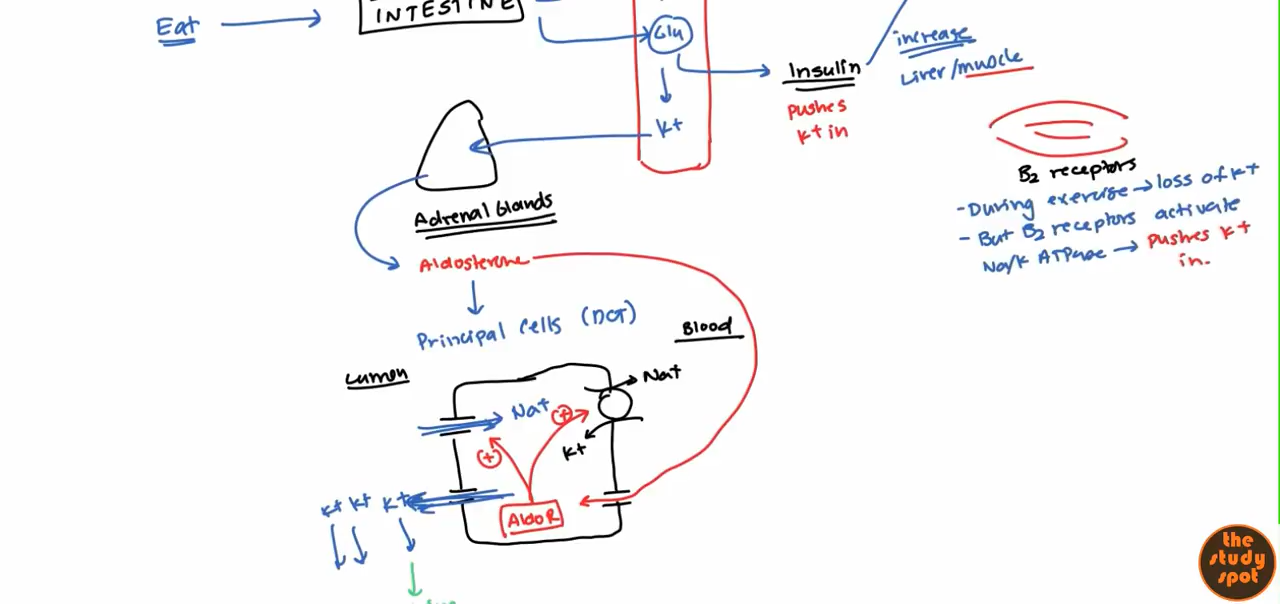 Eat
INTESTINE
Glu
K+
Insulin
pushes
K+ in
increase
Liver/muscle
B2 receptors
- During exercise → loss of K+
- But B2 receptors activate
Na/K ATPase → pushes K+
in.
Adrenal Glands
Aldosterone
Principal cells (DCT)
Blood
Lumen
Na+
Na+
+
K+
+
K+ K+ K+
Aldo R
the
study
spot